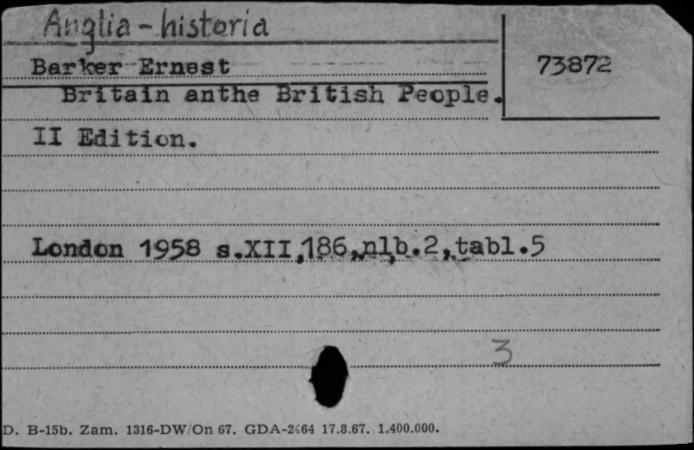 Anglia - historia
Barker Ernest
73872
Britain anthe British People.
II Edition.
London 1958 s.XII,186,nlb.2,tabl.5
3
D. B-15b. Zam. 1316-DW/On 67. GDA-2464 17.8.67. 1.400.000.